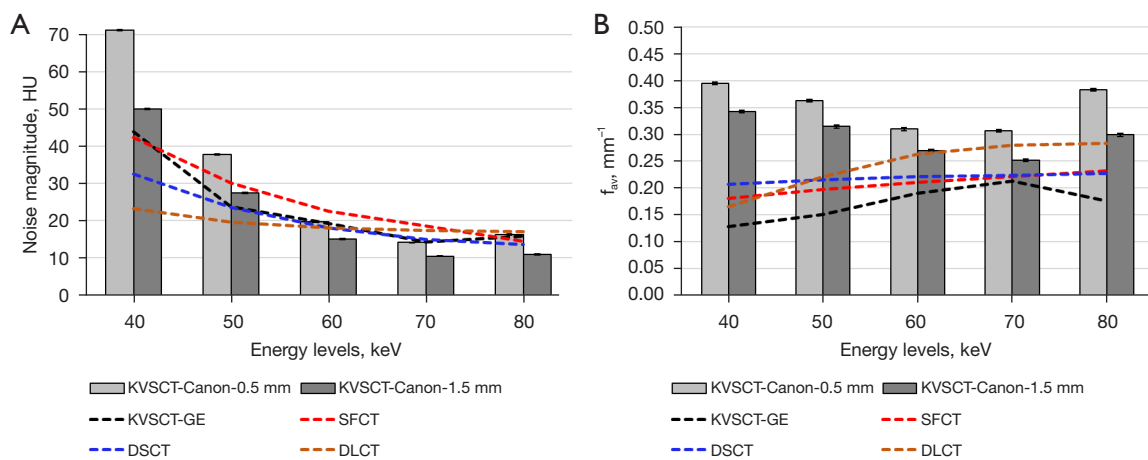 A
Noise magnitude, HU
70
60
50
40
30
20
10
0
40 50 60 70 80
Energy levels, keV
KVSCT-Canon-0.5 mm KVSCT-Canon-1.5 mm
KVSCT-GE SFCT
DSCT DLCT
B
fav, mm−1
0.50
0.45
0.40
0.35
0.30
0.25
0.20
0.15
0.10
0.05
0.00
40 50 60 70 80
Energy levels, keV
KVSCT-Canon-0.5 mm KVSCT-Canon-1.5 mm
KVSCT-GE SFCT
DSCT DLCT